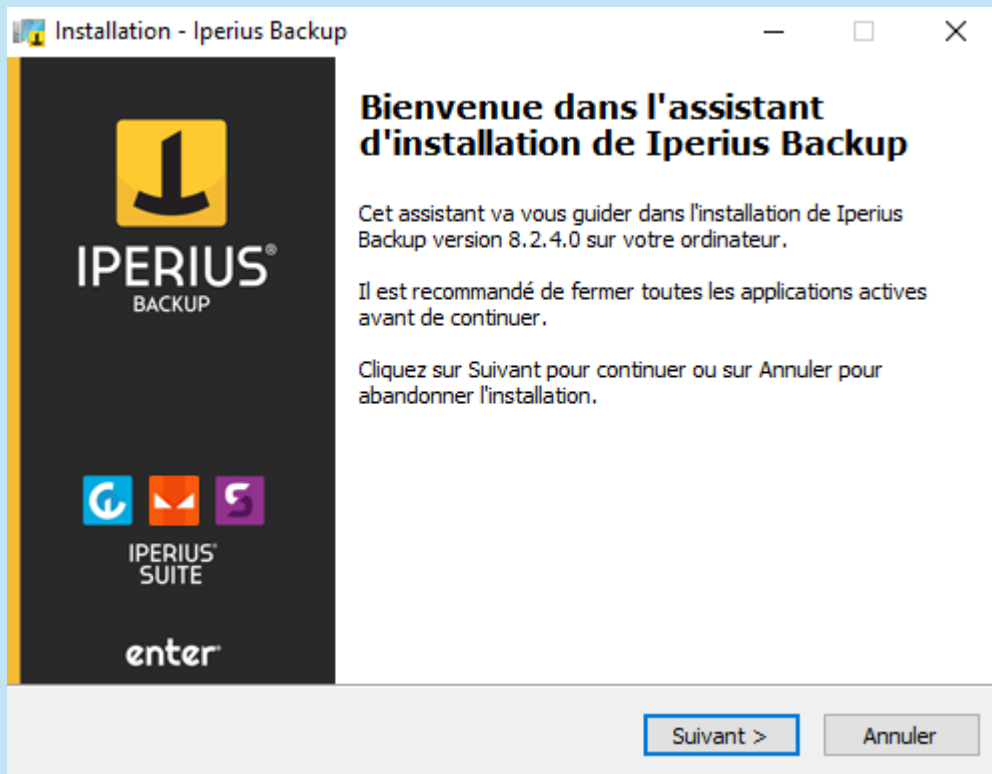 Installation - Iperius Backup
Bienvenue dans l'assistant
d'installation de Iperius Backup
Cet assistant va vous guider dans l'installation de Iperius
Backup version 8.2.4.0 sur votre ordinateur.
Il est recommandé de fermer toutes les applications actives
avant de continuer.
Cliquez sur Suivant pour continuer ou sur Annuler pour
abandonner l'installation.
IPERIUS®
BACKUP
IPERIUS®
SUITE
enter
Suivant >
Annuler